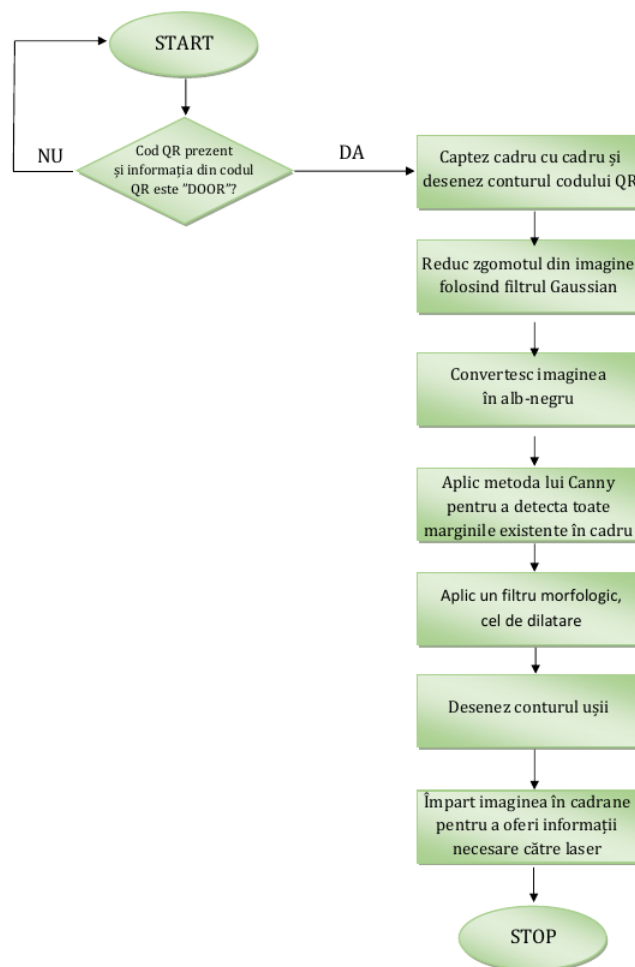 START
Cod QR prezent
și informația din codul
QR este ”DOOR”?
NU
DA
Captez cadru cu cadru și
desenez conturul codului QR
Reduc zgomotul din imagine
folosind filtrul Gaussian
Convertesc imaginea
în alb-negru
Aplic metoda lui Canny
pentru a detecta toate
marginile existente în cadru
Aplic un filtru morfologic,
cel de dilatare
Desenez conturul ușii
Împart imaginea în cadrane
pentru a oferi informații
necesare către laser
STOP